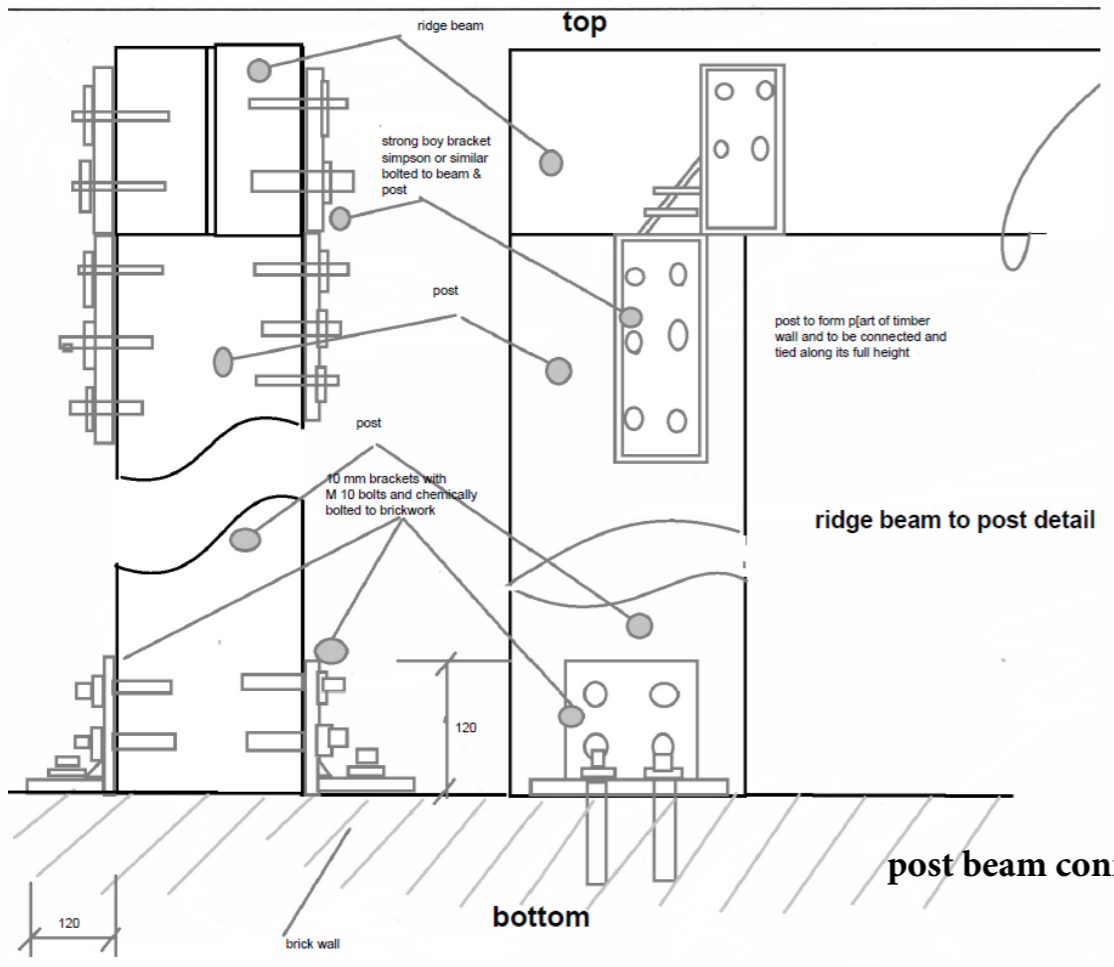 top
ridge beam
strong boy bracket
simpson or similar
bolted to beam &
post
post
post to form p[art of timber
wall and to be connected and
tied along its full height
post
10 mm brackets with
M 10 bolts and chemically
bolted to brickwork
ridge beam to post detail
120
post beam con
120
bottom
brick wall